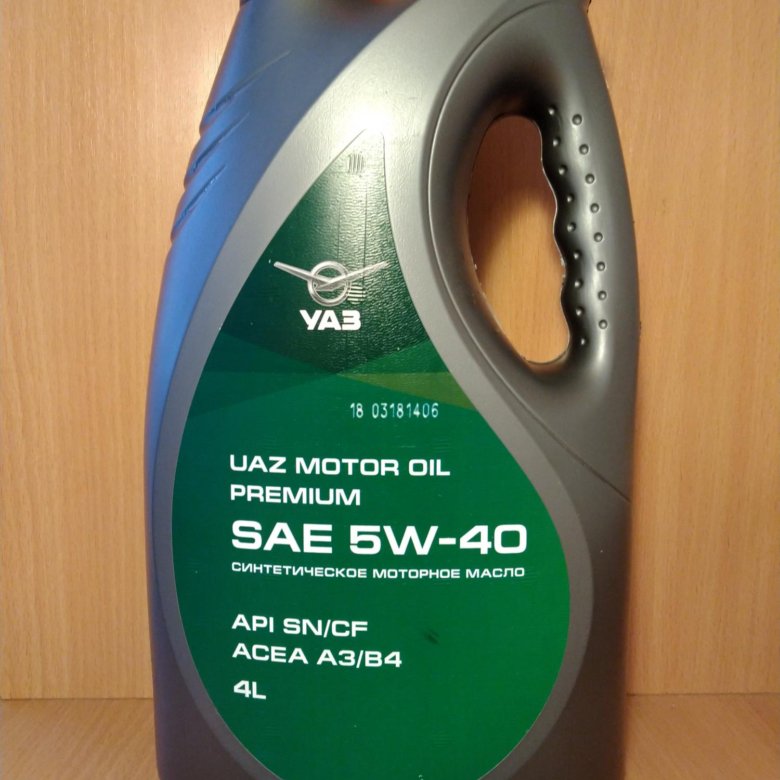 УАЗ
18 03181406
UAZ MOTOR OIL
PREMIUM
SAE 5W-40
СИНТЕТИЧЕСКОЕ МОТОРНОЕ МАСЛО
API SN/CF
ACEA A3/B4
4L